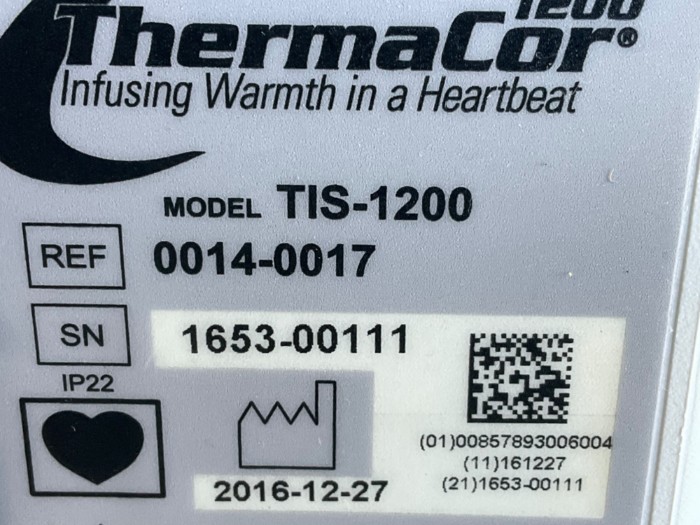 1200
ThermaCor®
Infusing Warmth in a Heartbeat
MODEL TIS-1200
REF 0014-0017
SN 1653-00111
IP22
(01)00857893006004
(11)161227
2016-12-27
(21)1653-00111